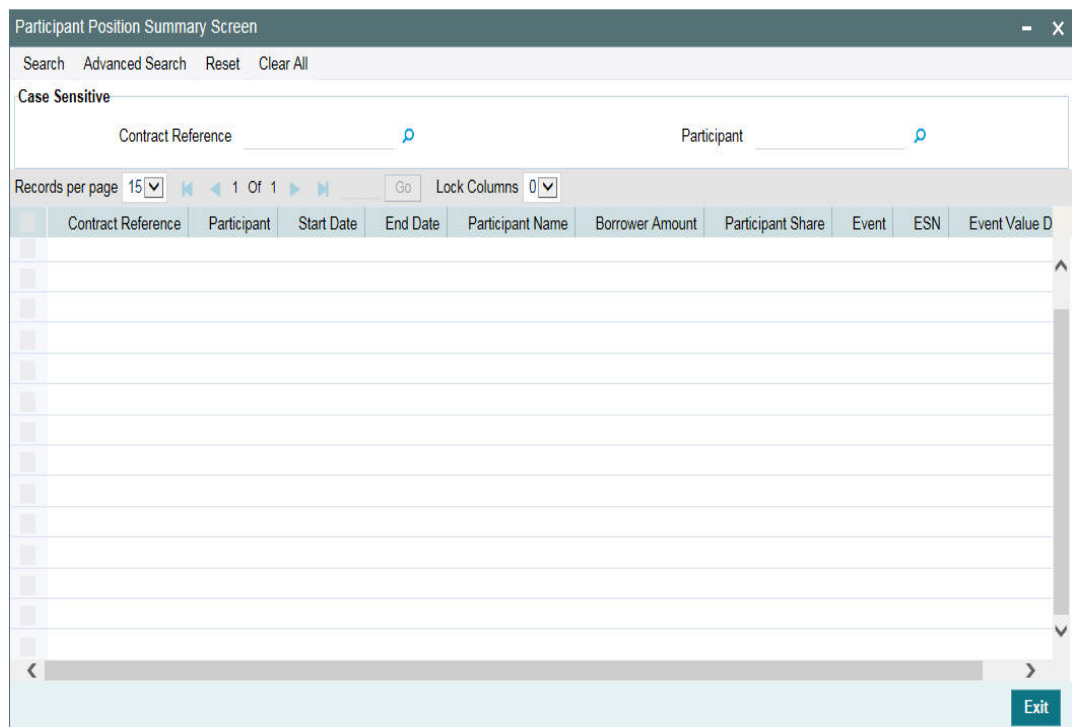 Participant Position Summary Screen
Search Advanced Search Reset Clear All
Case Sensitive
Contract Reference Participant
Records per page 15 1 Of 1 Go Lock Columns 0
Contract Reference Participant Start Date End Date Participant Name Borrower Amount Participant Share Event ESN Event Value D
Exit